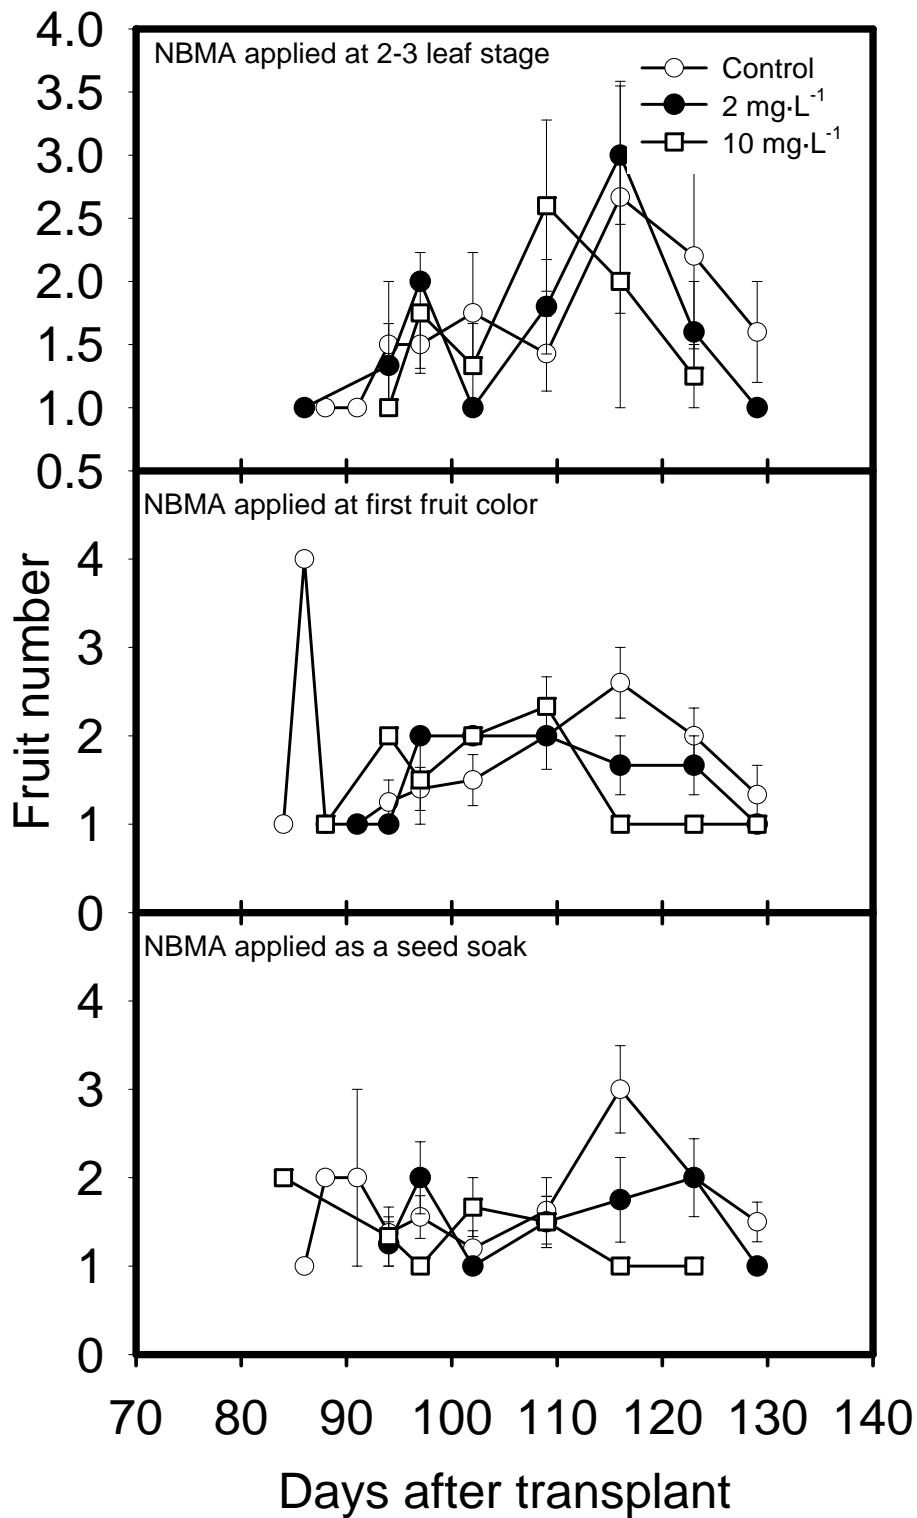 4.0
NBMA applied at 2-3 leaf stage
Control
3.5
2 mg·L⁻¹
10 mg·L⁻¹
3.0
2.5
2.0
1.5
1.0
0.5
NBMA applied at first fruit color
4
3
2
1
0
Fruit number
NBMA applied as a seed soak
4
3
2
1
0
70 80 90 100 110 120 130 140
Days after transplant